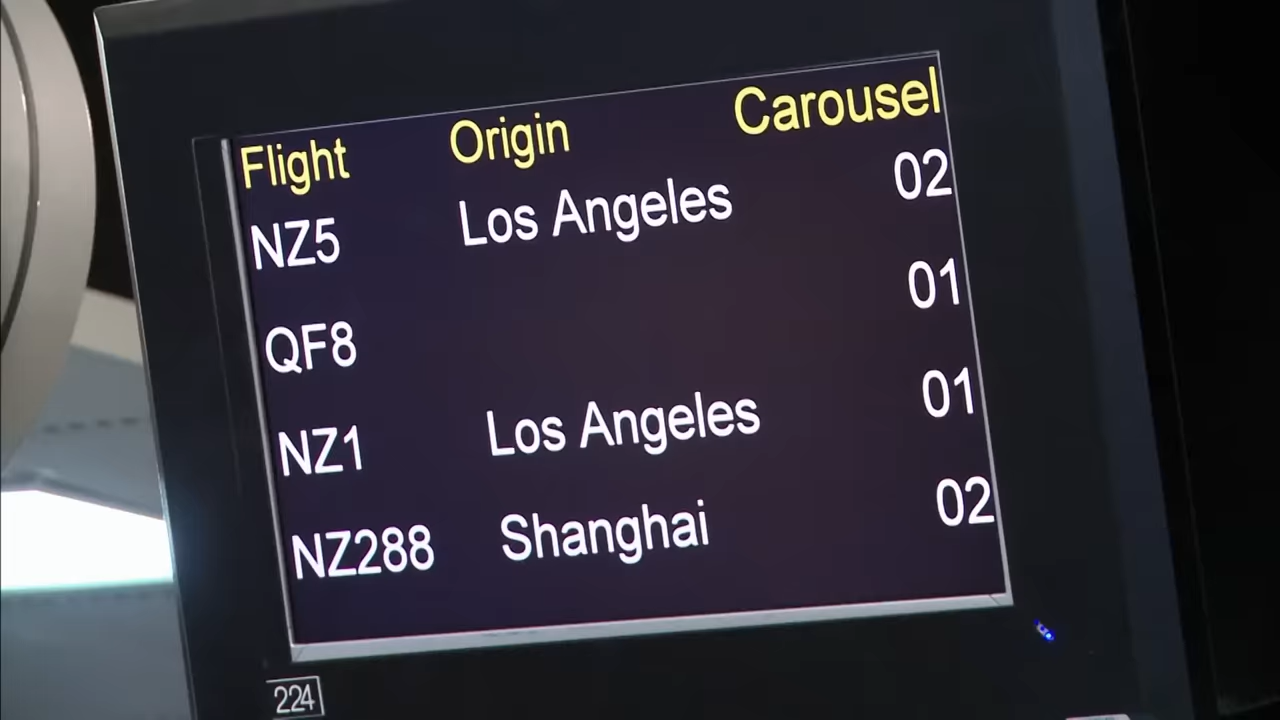 Flight Origin Carousel
NZ5 Los Angeles 02
QF8 01
NZ1 Los Angeles 01
NZ288 Shanghai 02
224